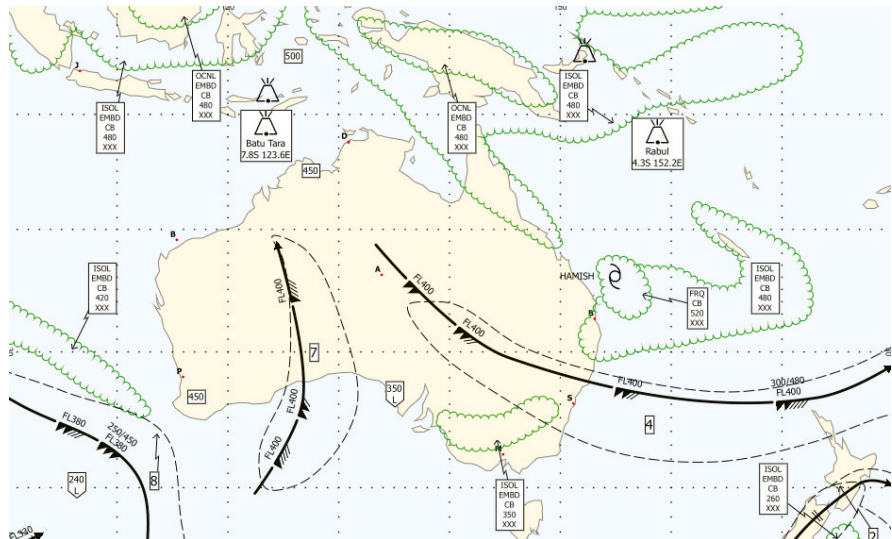 120
150
500
J
OCNL
EMBD
CB
480
XXX
ISOL
EMBD
CB
480
XXX
Batu Tara
7.8S 123.6E
OCNL
EMBD
CB
480
XXX
ISOL
EMBD
CB
480
XXX
Rabul
4.3S 152.2E
D
450
B
A
HAMISH
ISOL
EMBD
CB
420
XXX
FL400
FL400
FL400
FRQ
CB
520
XXX
ISOL
EMBD
CB
480
XXX
B
7
P
450
350
L
FL400
FL400
FL400
300/480
FL400
S
4
FL380
250/450
FL380
8
240
L
M
ISOL
EMBD
CB
350
XXX
ISOL
EMBD
CB
260
XXX
2